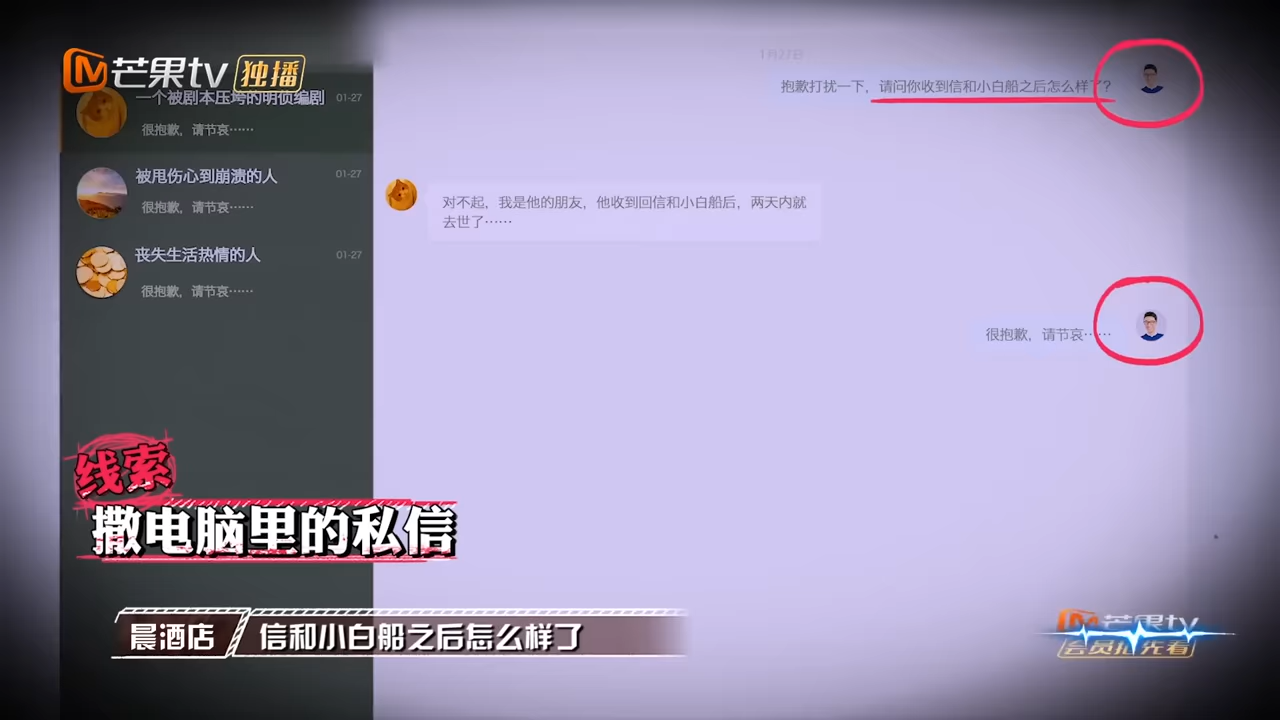 芒果tv 独播
一个被剧本压垮的明侦编剧 01-27
很抱歉，请节哀……
被甩伤心到崩溃的人 01-27
很抱歉，请节哀……
丧失生活热情的人 01-27
很抱歉，请节哀……
1月27日
抱歉打扰一下，请问你收到信和小白船之后怎么样了？
对不起，我是他的朋友，他收到回信和小白船后，两天内就
去世了……
很抱歉，请节哀……
线索
撒电脑里的私信
晨酒店 信和小白船之后怎么样了
芒果tv
会员抢先看